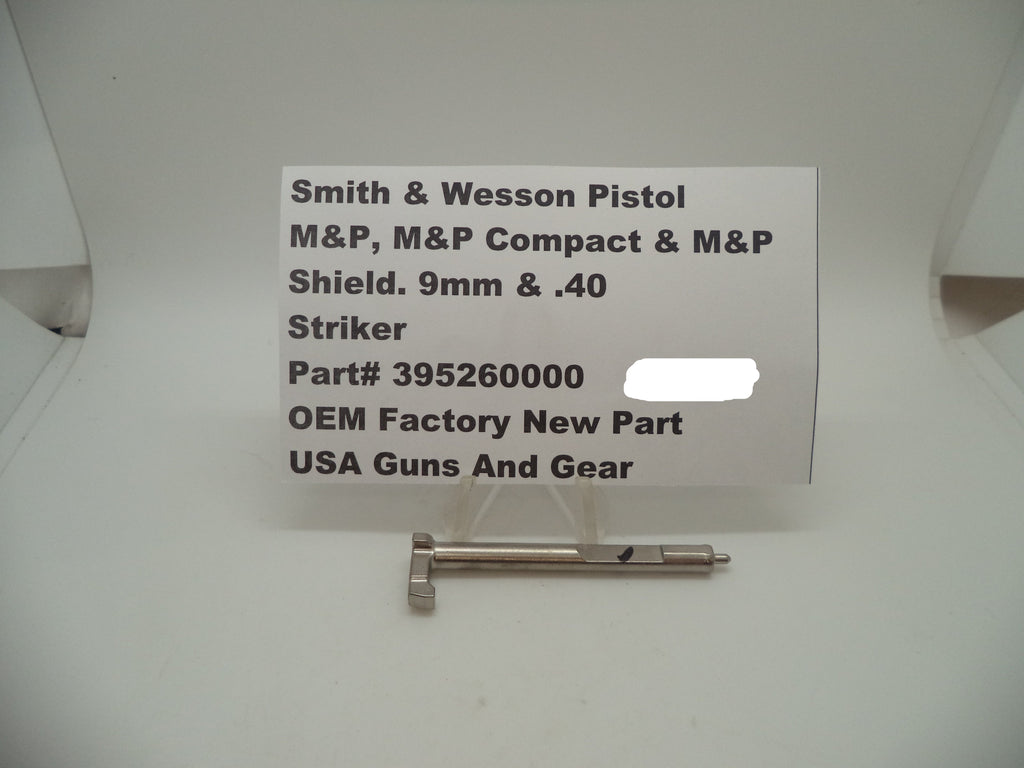 Smith & Wesson Pistol
M&P, M&P Compact & M&P
Shield. 9mm & .40
Striker
Part# 395260000
OEM Factory New Part
USA Guns And Gear